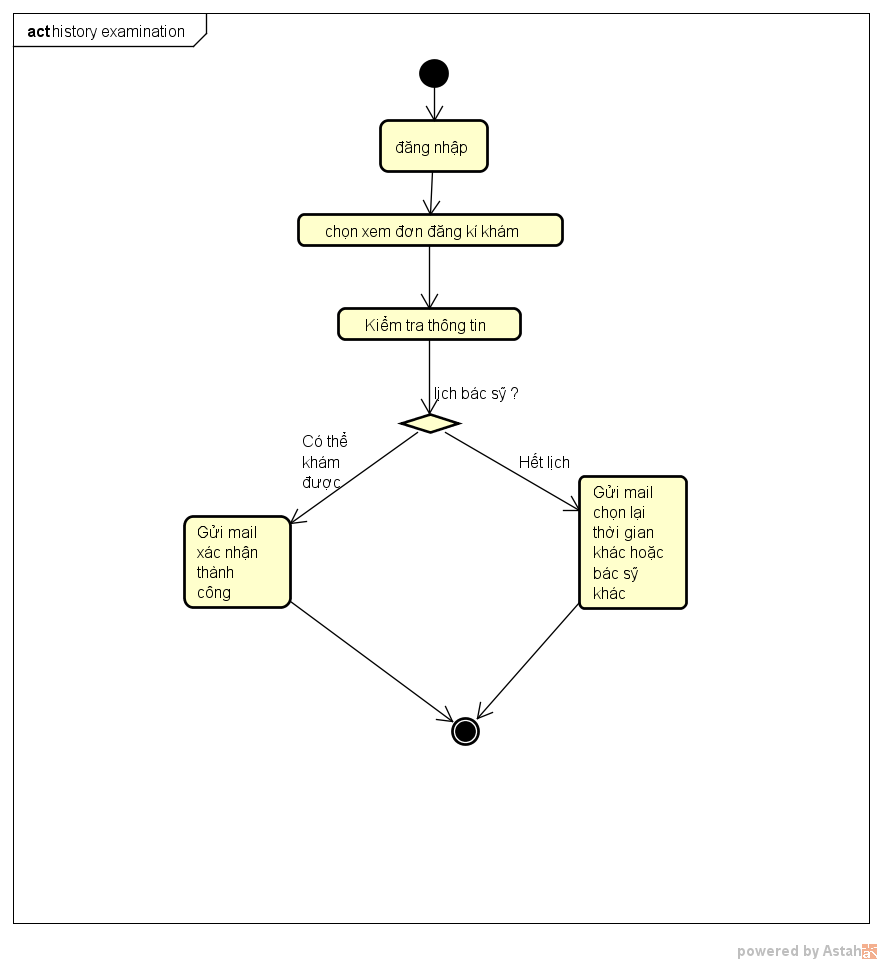 act history examination
đăng nhập
chọn xem đơn đăng kí khám
Kiểm tra thông tin
lịch bác sỹ ?
Có thể
khám
được
Hết lịch
Gửi mail
chọn lại
thời gian
khác hoặc
bác sỹ
khác
Gửi mail
xác nhận
thành
công
powered by Astah